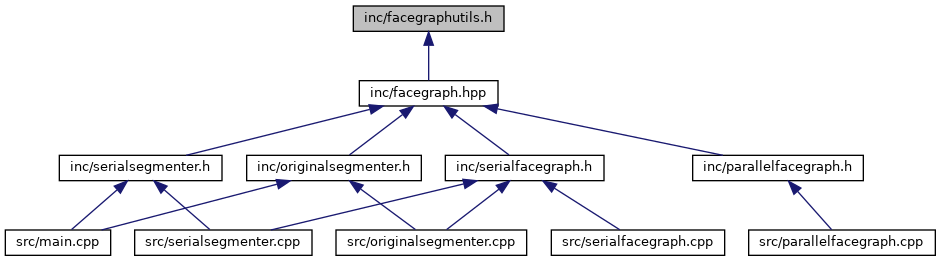 inc/facegraphutils.h
inc/facegraph.hpp
inc/serialsegmenter.h
inc/originalsegmenter.h
inc/serialfacegraph.h
inc/parallelfacegraph.h
src/main.cpp
src/serialsegmenter.cpp
src/originalsegmenter.cpp
src/serialfacegraph.cpp
src/parallelfacegraph.cpp